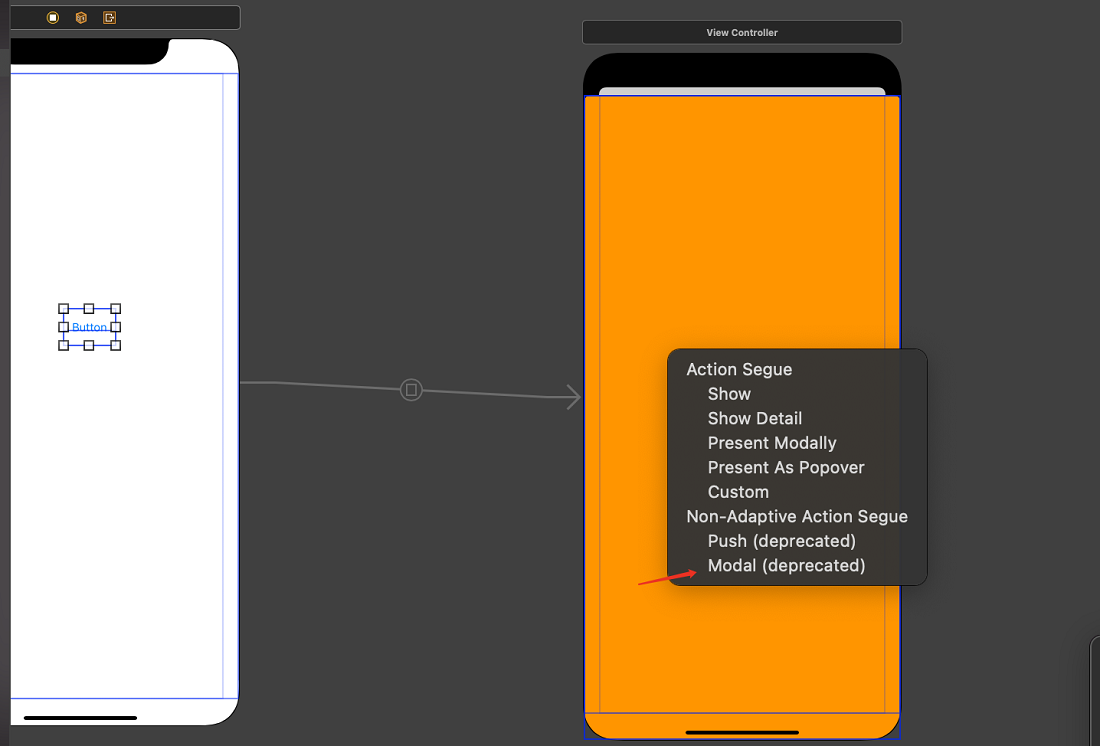 View Controller
Button
Action Segue
Show
Show Detail
Present Modally
Present As Popover
Custom
Non-Adaptive Action Segue
Push (deprecated)
Modal (deprecated)